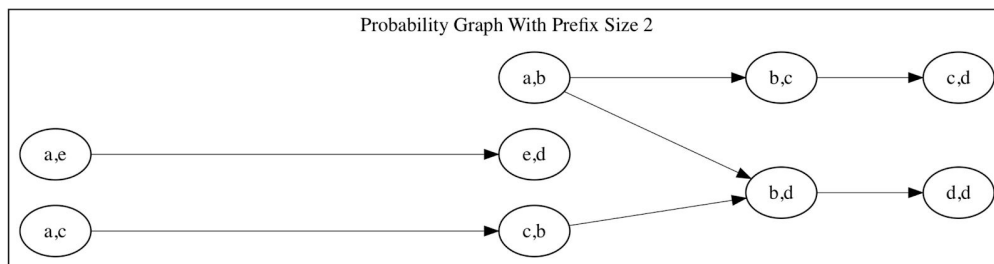 Probability Graph With Prefix Size 2
a,b
b,c
c,d
a,e
e,d
b,d
d,d
a,c
c,b